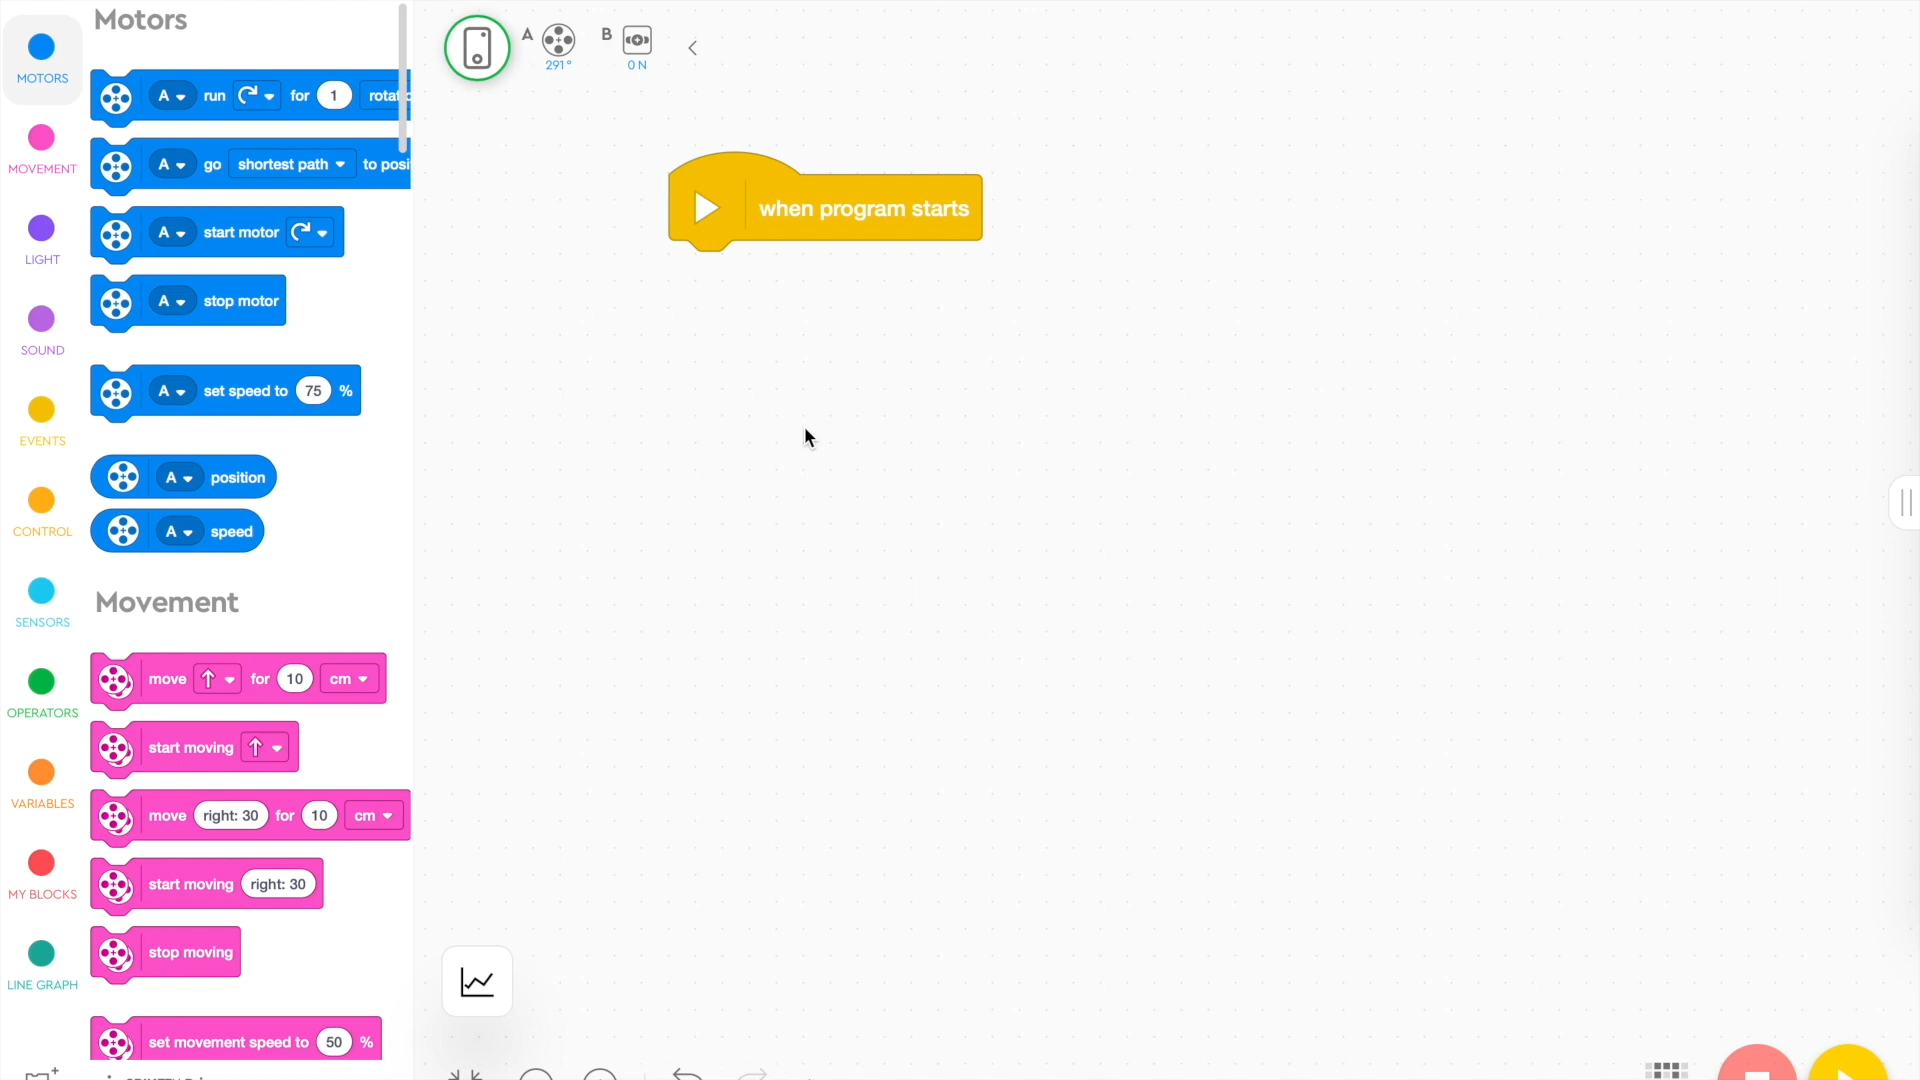 Motors
MOTORS
A run for 1 rotat
A go shortest path to posi
A start motor
A stop motor
A set speed to 75 %
A position
A speed
Movement
move for 10 cm
start moving
move right: 30 for 10 cm
start moving right: 30
stop moving
set movement speed to 50 %
MOVEMENT
LIGHT
SOUND
EVENTS
CONTROL
SENSORS
OPERATORS
VARIABLES
MY BLOCKS
LINE GRAPH
A
291°
B
0 N
when program starts